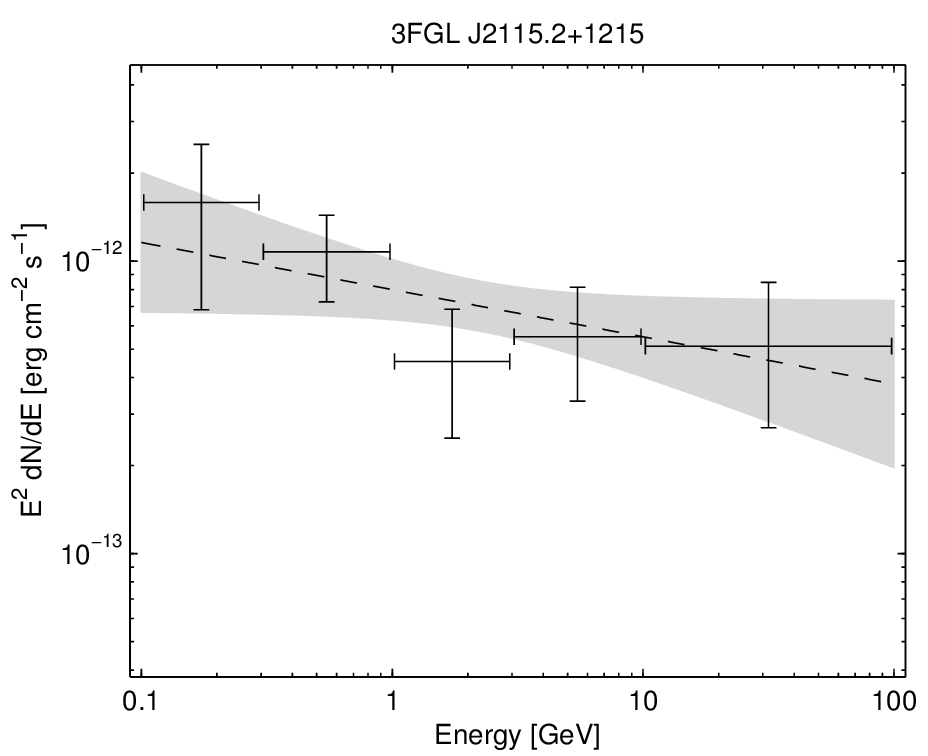 3FGL J2115.2+1215
E² dN/dE [erg cm⁻² s⁻¹]
10⁻¹²
10⁻¹³
0.1 1 10 100
Energy [GeV]